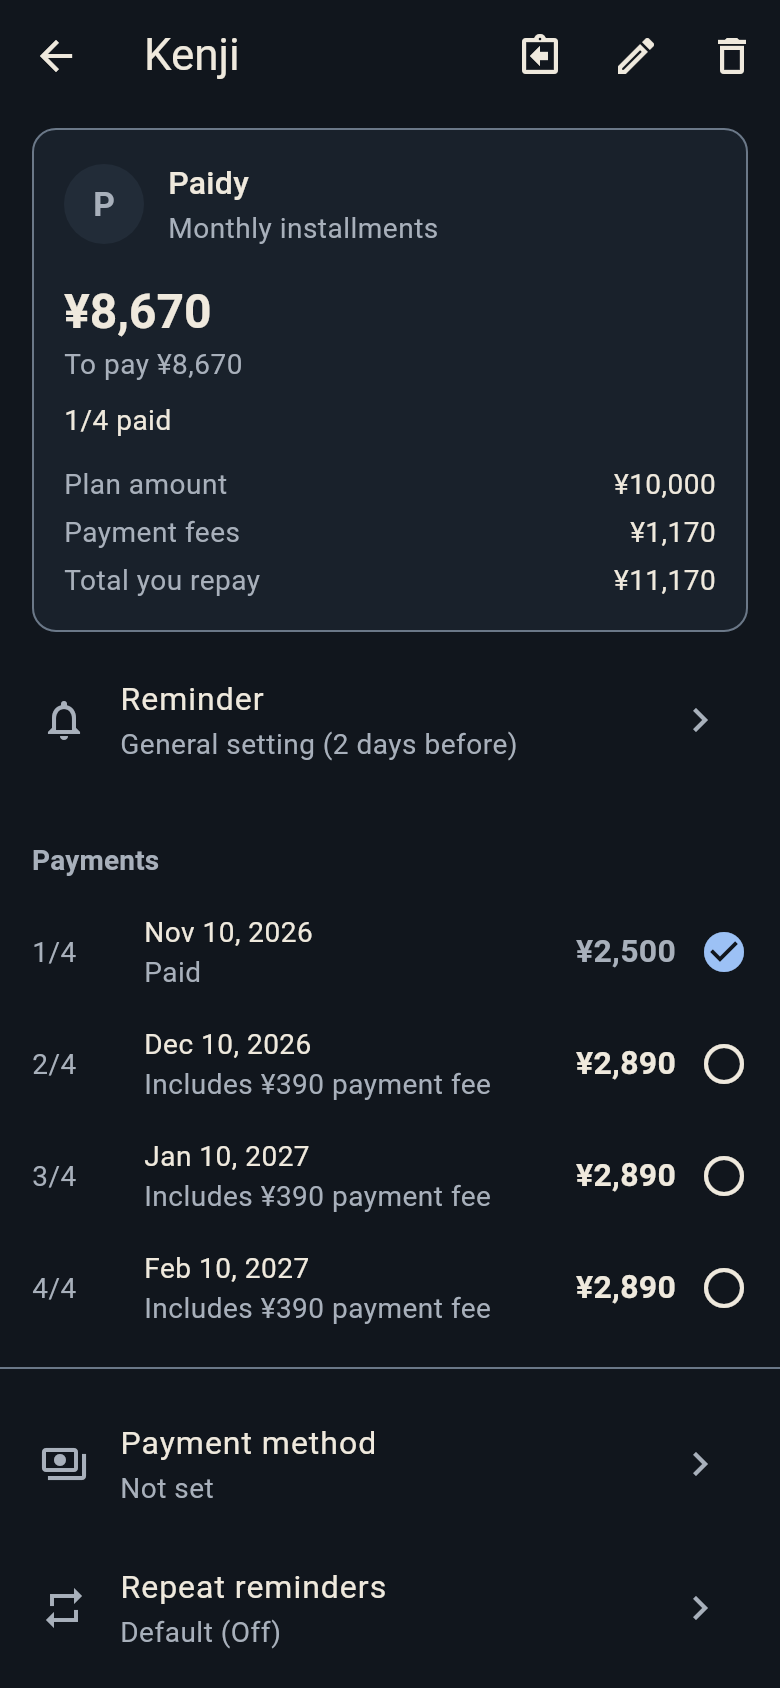 Kenji
P
Paidy
Monthly installments
¥8,670
To pay ¥8,670
1/4 paid
Plan amount ¥10,000
Payment fees ¥1,170
Total you repay ¥11,170
Reminder
General setting (2 days before)
Payments
1/4 Nov 10, 2026 ¥2,500
Paid
2/4 Dec 10, 2026 ¥2,890
Includes ¥390 payment fee
3/4 Jan 10, 2027 ¥2,890
Includes ¥390 payment fee
4/4 Feb 10, 2027 ¥2,890
Includes ¥390 payment fee
Payment method
Not set
Repeat reminders
Default (Off)